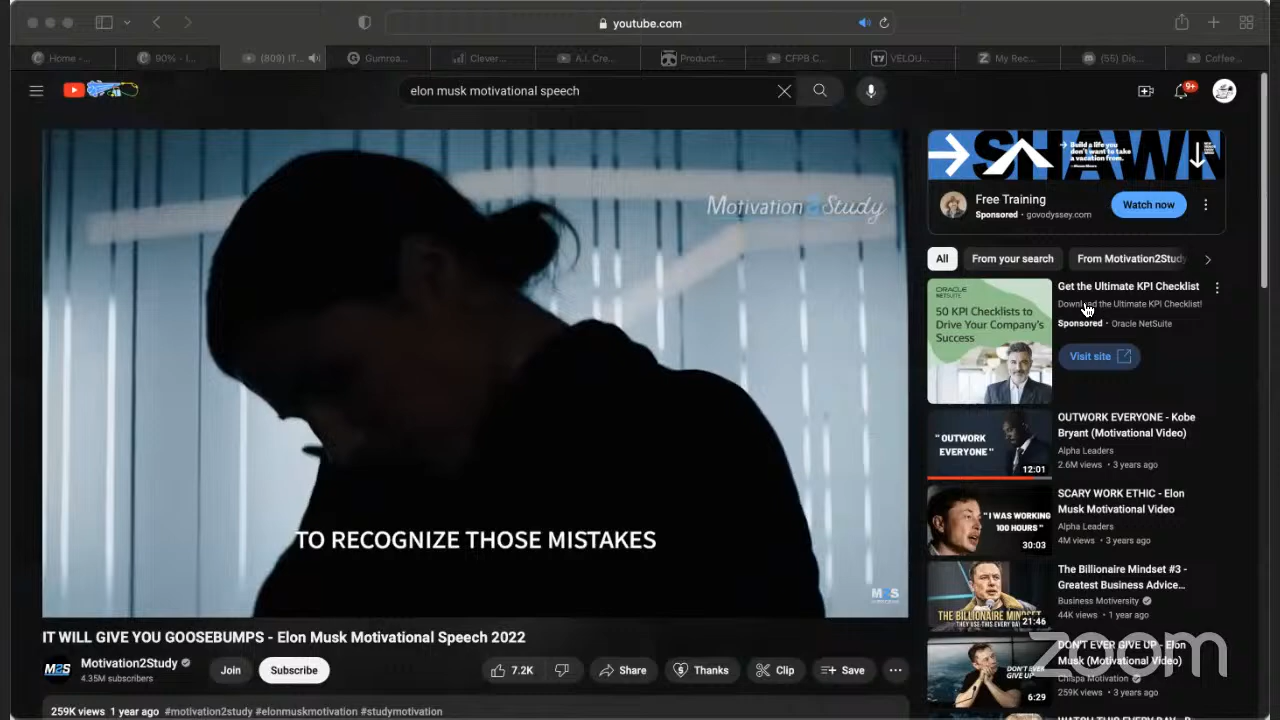 youtube.com
Home -...
90% - I...
(809) IT...
Gumroa...
Clever...
A.I. Cre...
Product...
CFPB C...
VELOU...
My Rec...
(55) Dis...
Coffee...
elon musk motivational speech
9+
Motivation2Study
TO RECOGNIZE THOSE MISTAKES
M2S
IT WILL GIVE YOU GOOSEBUMPS - Elon Musk Motivational Speech 2022
M2S
Motivation2Study
4.35M subscribers
Join
Subscribe
7.2K
Share
Thanks
Clip
Save
259K views 1 year ago #motivation2study #elonmuskmotivation #studymotivation
SHAWN
Build a life you
don't want to take
a vacation from.
Free Training
Sponsored · govodyssey.com
Watch now
All
From your search
From Motivation2Study
ORACLE
NETSUITE
50 KPI Checklists to
Drive Your Company's
Success
Get the Ultimate KPI Checklist
Download the Ultimate KPI Checklist!
Sponsored · Oracle NetSuite
Visit site
" OUTWORK
EVERYONE "
12:01
OUTWORK EVERYONE - Kobe
Bryant (Motivational Video)
Alpha Leaders
2.6M views · 3 years ago
" I WAS WORKING
100 HOURS "
30:03
SCARY WORK ETHIC - Elon
Musk Motivational Video
Alpha Leaders
4M views · 3 years ago
THE BILLIONAIRE MINDSET
21:46
The Billionaire Mindset #3 -
Greatest Business Advice...
Business Motiversity
44K views · 1 year ago
DON'T EVER
GIVE UP
6:29
DON'T EVER GIVE UP - Elon
Musk (Motivational Video)
Chispa Motivation
259K views · 3 years ago
zoom